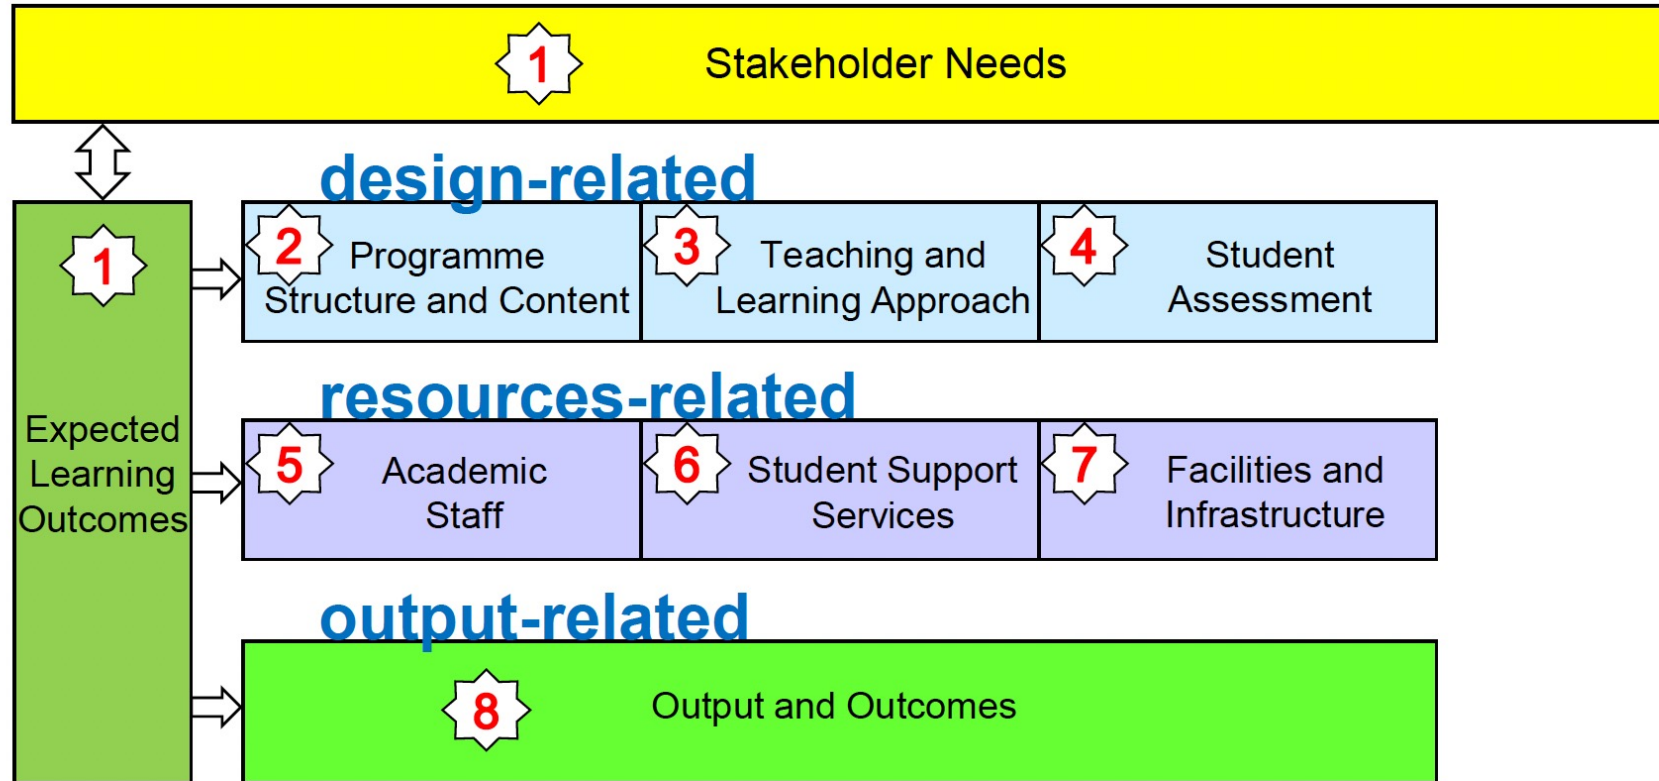 1 Stakeholder Needs
design-related
1
Expected
Learning
Outcomes
2 Programme
Structure and Content
3 Teaching and
Learning Approach
4 Student
Assessment
resources-related
5 Academic
Staff
6 Student Support
Services
7 Facilities and
Infrastructure
output-related
8 Output and Outcomes